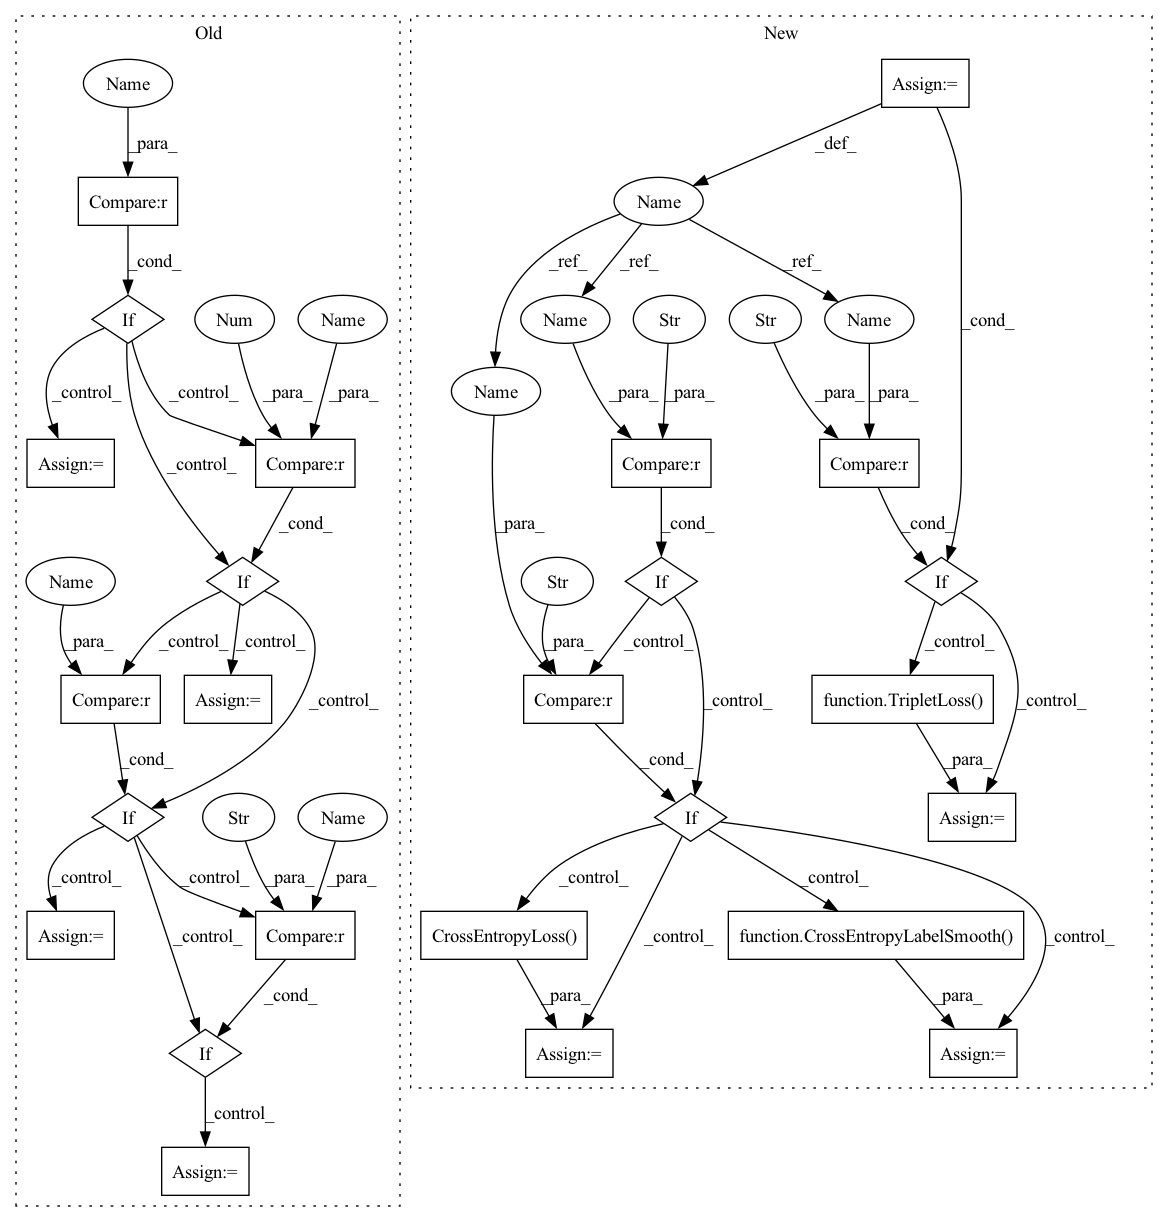 Old
New
Name
Assign:=
_para_
_def_
Compare:r
Name
_cond_
_ref_
_ref_
_ref_
If
Num
Name
Name
Str
Str
Name
_cond_
_control_
_control_
_para_
_para_
Name
_para_
_para_
_para_
_para_
Assign:=
_control_
Compare:r
Compare:r
Compare:r
_cond_
_para_
_cond_
_cond_
Name
If
Str
If
If
_para_
_control_
_control_
_para_
_control_
_control_
Compare:r
Assign:=
_control_
Compare:r
_control_
function.TripletLoss()
_control_
_cond_
_cond_
_para_
If
Str
Name
If
Assign:=
_control_
_control_
_para_
_para_
_control_
_control_
Assign:=
_control_
Compare:r
CrossEntropyLoss()
_control_
function.CrossEntropyLabelSmooth()
_control_
_cond_
_para_
_para_
If
Assign:=
Assign:=
_control_
Assign:=